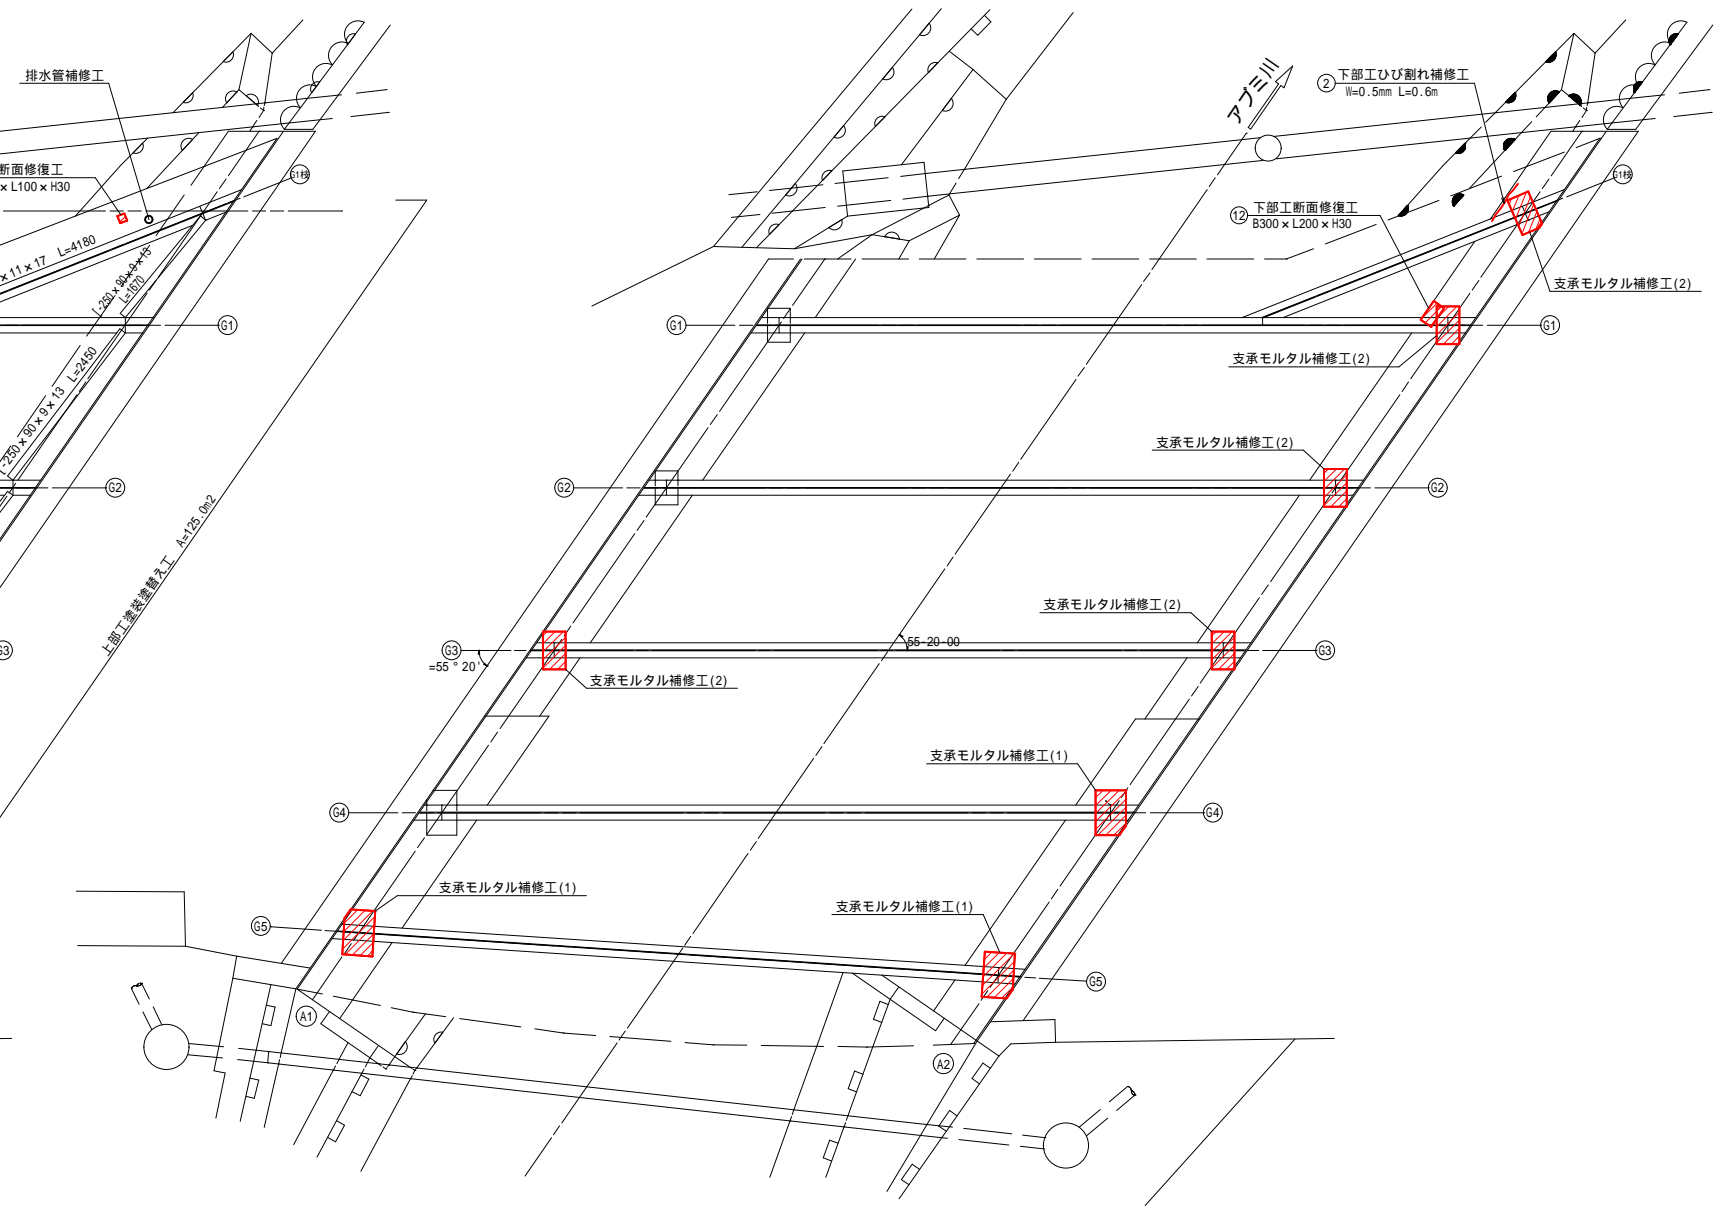 排水管補修工
断面修復工
× L100 × H30
G1枝
× 11 × 17   L=4180
L-250 × 90 × 9 × 13
L=1670
G1
L=2450
L-250 × 90 × 9 × 13
G2
上部工塗装塗替え工   A=125.0m2
G3
アプミ川
② 下部工ひび割れ補修工
W=0.5mm L=0.6m
G1枝
⑫ 下部工断面修復工
B300 × L200 × H30
支承モルタル補修工(2)
G1
G1
支承モルタル補修工(2)
支承モルタル補修工(2)
G2
G2
支承モルタル補修工(2)
G3
55-20-00
G3
=55°20'
支承モルタル補修工(2)
支承モルタル補修工(1)
G4
G4
支承モルタル補修工(1)
支承モルタル補修工(1)
G5
G5
A1
A2